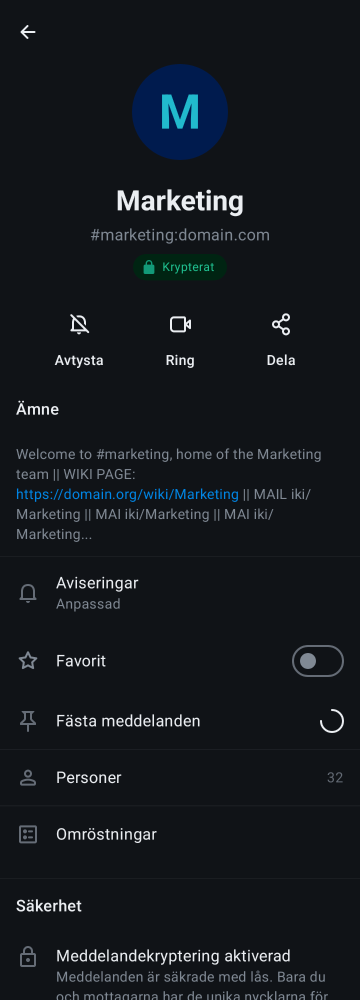 M
Marketing
#marketing:domain.com
Krypterat
Avtysta
Ring
Dela
Ämne
Welcome to #marketing, home of the Marketing
team || WIKI PAGE:
https://domain.org/wiki/Marketing || MAIL iki/
Marketing || MAI iki/Marketing || MAI iki/
Marketing...
Aviseringar
Anpassad
Favorit
Fästa meddelanden
Personer
32
Omröstningar
Säkerhet
Meddelandekryptering aktiverad
Meddelanden är säkrade med lås. Bara du
och mottagarna har de unika nycklarna för